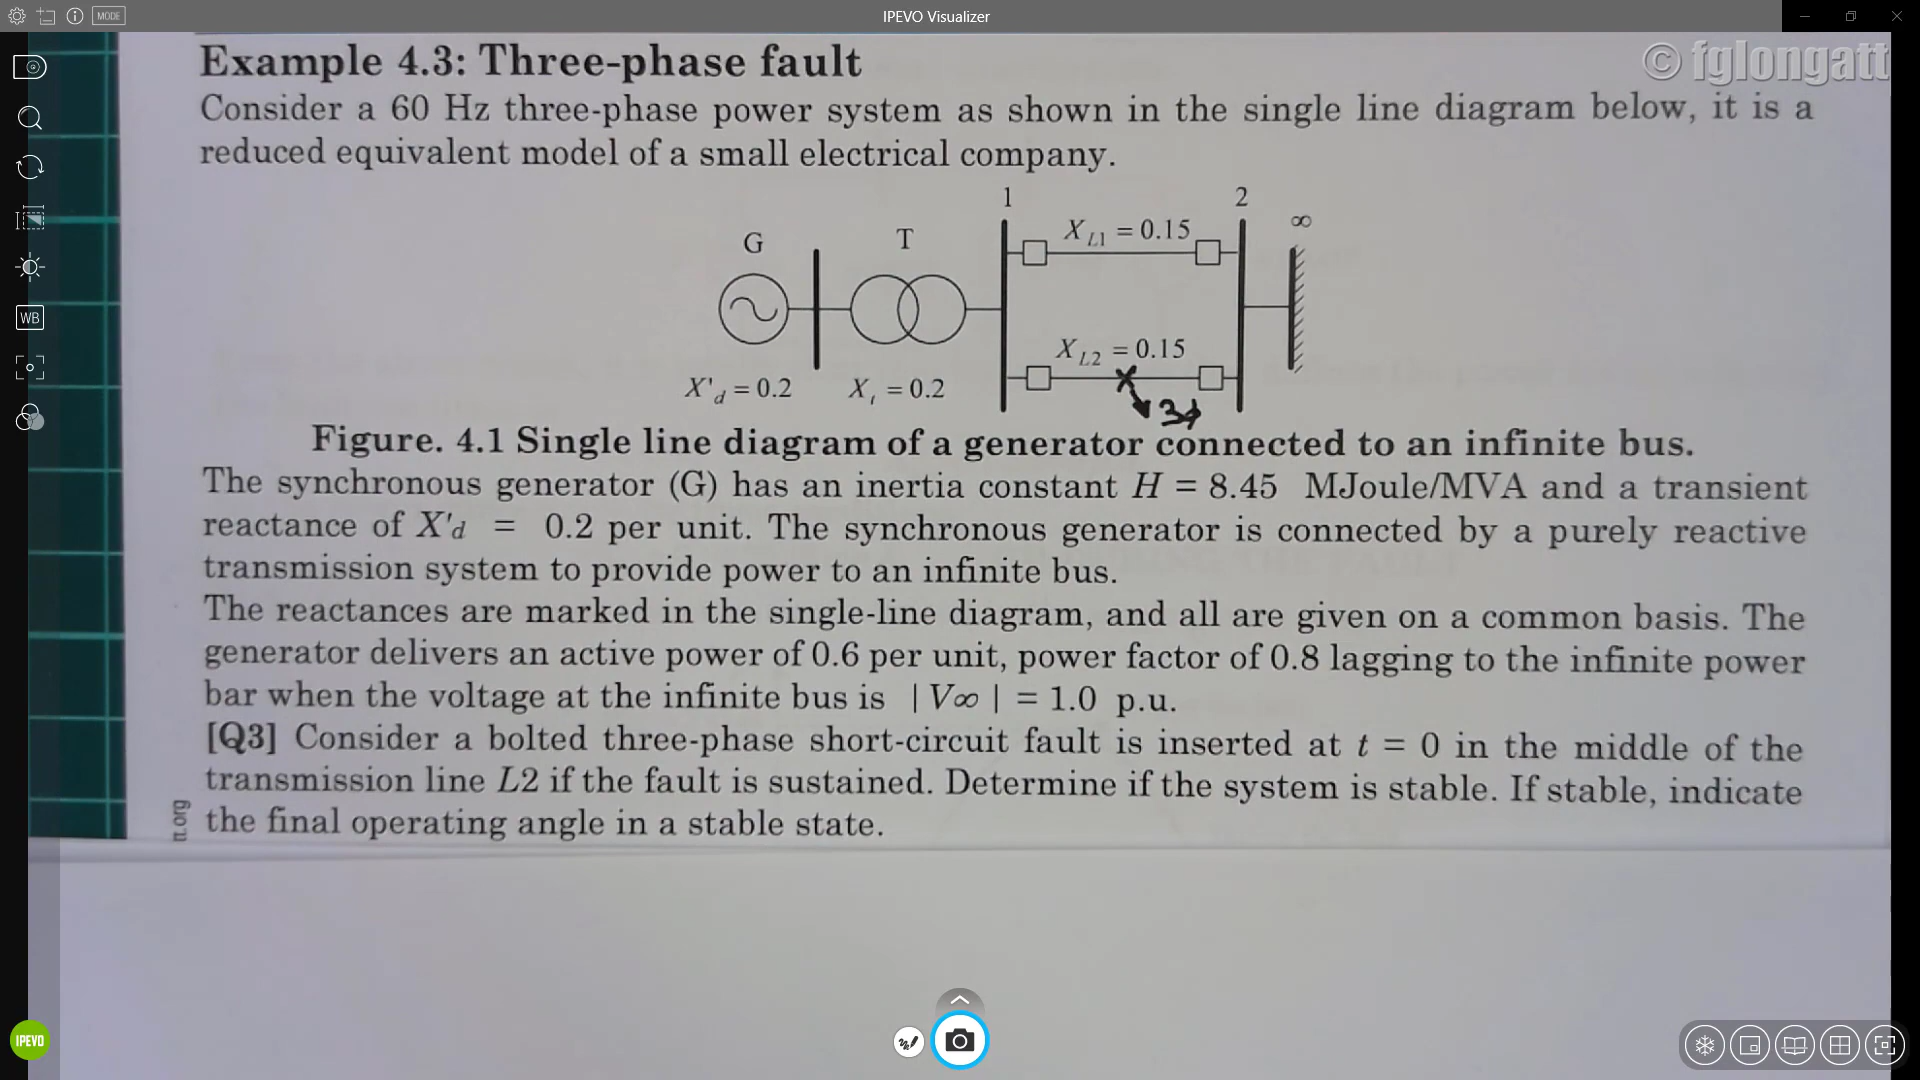 MODE
IPEVO Visualizer
© fglongatt
Example 4.3: Three-phase fault
Consider a 60 Hz three-phase power system as shown in the single line diagram below, it is a
reduced equivalent model of a small electrical company.
1
2
G
T
X_L1 = 0.15
∞
X_L2 = 0.15
X'_d = 0.2
X_t = 0.2
3ϕ
Figure. 4.1 Single line diagram of a generator connected to an infinite bus.
The synchronous generator (G) has an inertia constant H = 8.45 MJoule/MVA and a transient
reactance of X'd = 0.2 per unit. The synchronous generator is connected by a purely reactive
transmission system to provide power to an infinite bus.
The reactances are marked in the single-line diagram, and all are given on a common basis. The
generator delivers an active power of 0.6 per unit, power factor of 0.8 lagging to the infinite power
bar when the voltage at the infinite bus is |V∞| = 1.0 p.u.
[Q3] Consider a bolted three-phase short-circuit fault is inserted at t = 0 in the middle of the
transmission line L2 if the fault is sustained. Determine if the system is stable. If stable, indicate
the final operating angle in a stable state.
tt.org
WB
IPEVO